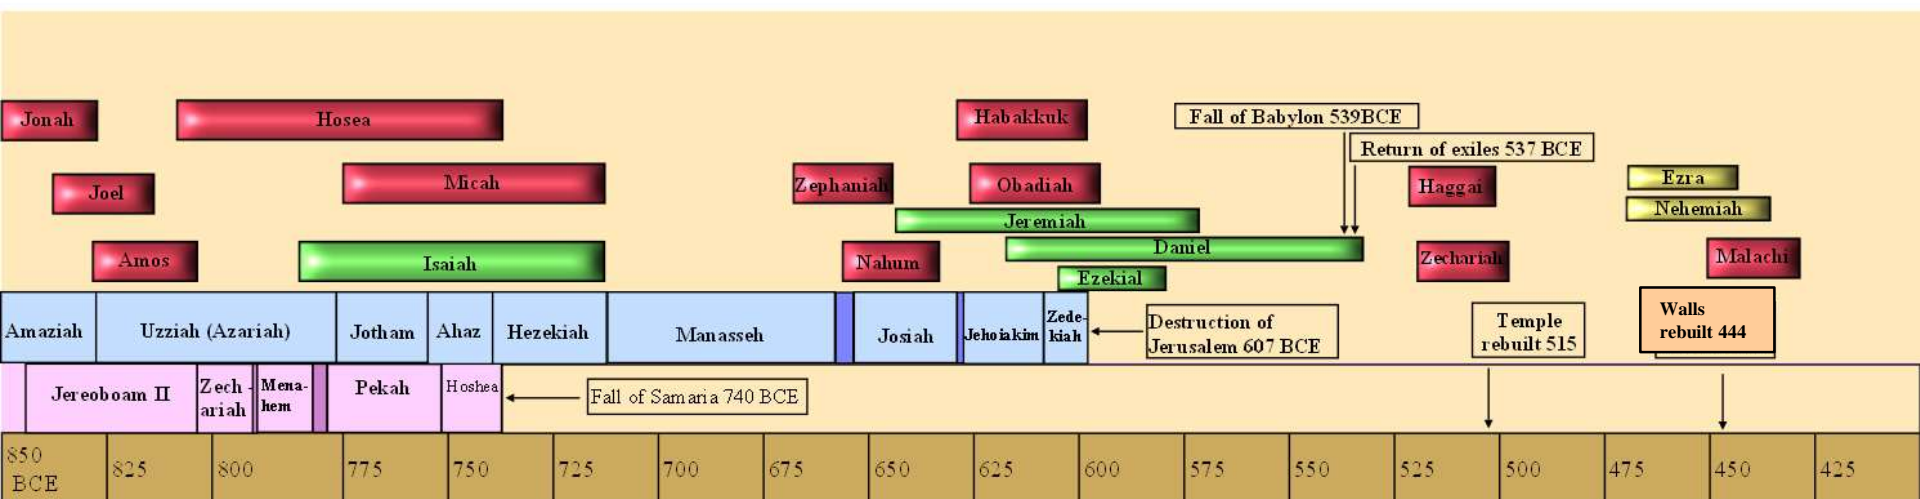 Jonah
Hosea
Habakkuk
Fall of Babylon 539BCE
Return of exiles 537 BCE
Joel
Micah
Zephaniah
Obadiah
Haggai
Ezra
Nehemiah
Jeremiah
Amos
Isaiah
Nahum
Daniel
Ezekial
Zechariah
Malachi
Amaziah
Uzziah (Azariah)
Jotham
Ahaz
Hezekiah
Manasseh
Josiah
Jehoiakim
Zede-
kiah
Destruction of
Jerusalem 607 BCE
Temple
rebuilt 515
Walls
rebuilt 444
Jereoboam II
Zech -
ariah
Mena-
hem
Pekah
Hoshea
Fall of Samaria 740 BCE
850
BCE
825
800
775
750
725
700
675
650
625
600
575
550
525
500
475
450
425